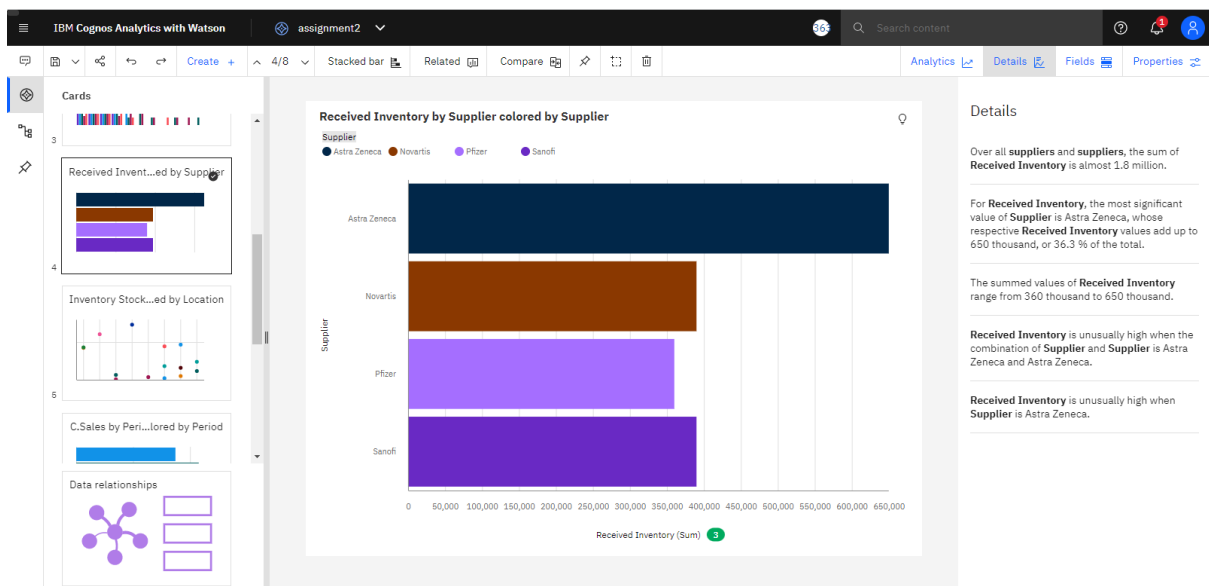 IBM Cognos Analytics with Watson
assignment2
Search content
1
Create +
4/8
Stacked bar
Related
Compare
Analytics
Details
Fields
Properties
Cards
3
Received Invent...ed by Supplier
4
Inventory Stock...ed by Location
5
C.Sales by Peri...lored by Period
Data relationships
Received Inventory by Supplier colored by Supplier
Supplier
Astra Zeneca Novartis Pfizer Sanofi
Supplier
Astra Zeneca
Novartis
Pfizer
Sanofi
0 50,000 100,000 150,000 200,000 250,000 300,000 350,000 400,000 450,000 500,000 550,000 600,000 650,000
Received Inventory (Sum) 3
Details
Over all suppliers and suppliers, the sum of
Received Inventory is almost 1.8 million.
For Received Inventory, the most significant
value of Supplier is Astra Zeneca, whose
respective Received Inventory values add up to
650 thousand, or 36.3 % of the total.
The summed values of Received Inventory
range from 360 thousand to 650 thousand.
Received Inventory is unusually high when the
combination of Supplier and Supplier is Astra
Zeneca and Astra Zeneca.
Received Inventory is unusually high when
Supplier is Astra Zeneca.